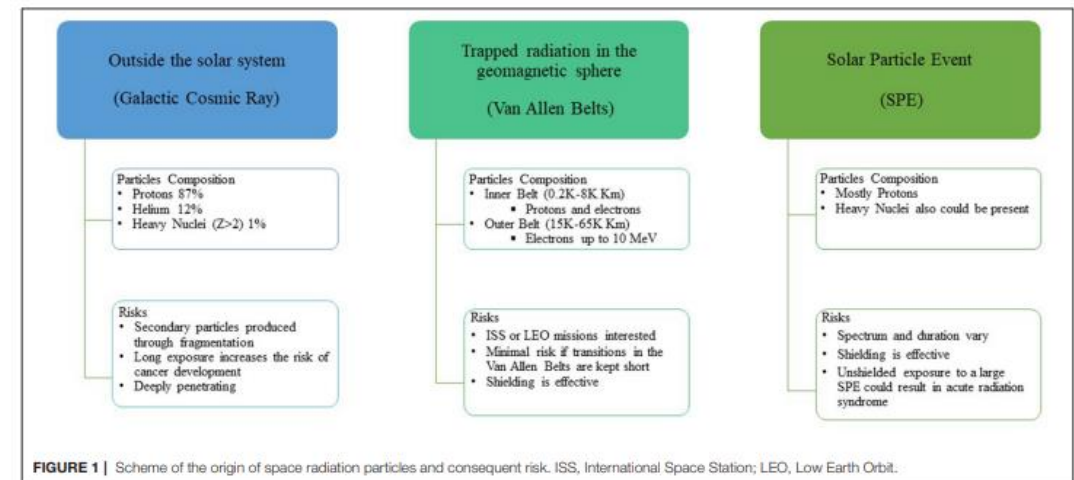 Outside the solar system
(Galactic Cosmic Ray)
Particles Composition
• Protons 87%
• Helium 12%
• Heavy Nuclei (Z>2) 1%
Risks
• Secondary particles produced
through fragmentation
• Long exposure increases the risk of
cancer development
• Deeply penetrating
Trapped radiation in the
geomagnetic sphere
(Van Allen Belts)
Particles Composition
• Inner Belt (0.2K-8K Km)
▪ Protons and electrons
• Outer Belt (15K-65K Km)
▪ Electrons up to 10 MeV
Risks
• ISS or LEO missions interested
• Minimal risk if transitions in the
Van Allen Belts are kept short
• Shielding is effective
Solar Particle Event
(SPE)
Particles Composition
• Mostly Protons
• Heavy Nuclei also could be present
Risks
• Spectrum and duration vary
• Shielding is effective
• Unshielded exposure to a large
SPE could result in acute radiation
syndrome
FIGURE 1 | Scheme of the origin of space radiation particles and consequent risk. ISS, International Space Station; LEO, Low Earth Orbit.